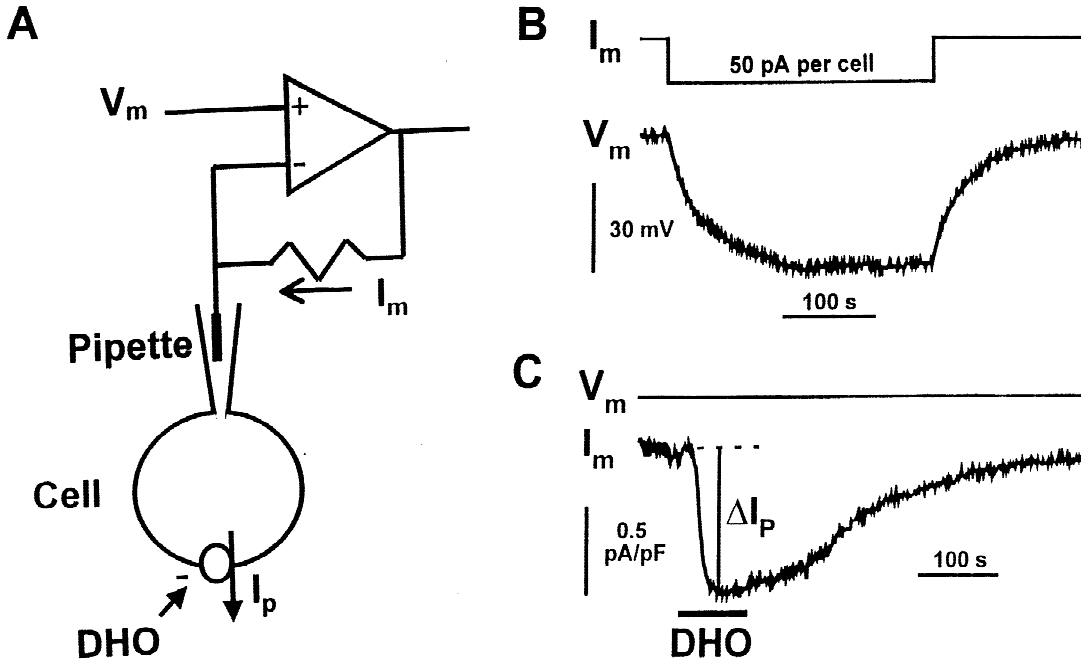 A
Vm
+
-
Im
Pipette
Cell
-
Ip
DHO
B
Im
50 pA per cell
Vm
30 mV
100 s
C
Vm
Im
ΔIP
0.5
pA/pF
100 s
DHO